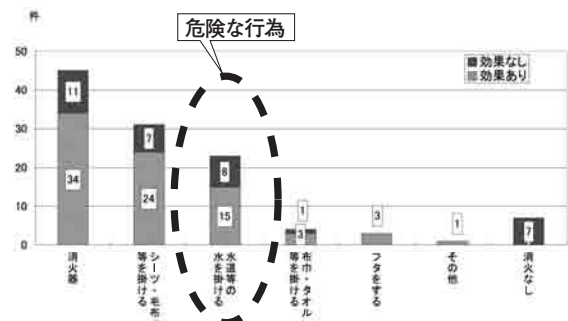 件
危険な行為
50
40
30
20
10
0
効果なし
効果あり
11
34
7
24
8
15
1
3
3
1
7
消火器
シーツ・毛布
等を掛ける
水道等の
水を掛ける
布巾・タオル
等を掛ける
フタをする
その他
消火なし